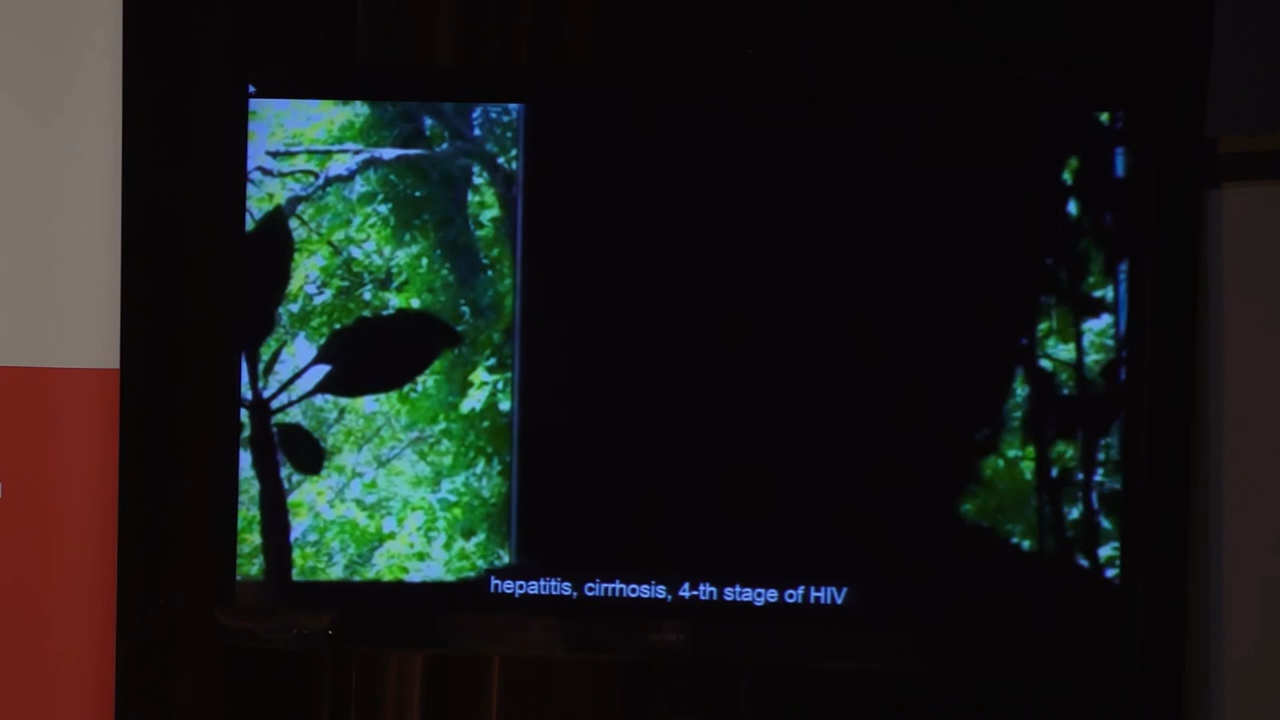 hepatitis, cirrhosis, 4-th stage of HIV